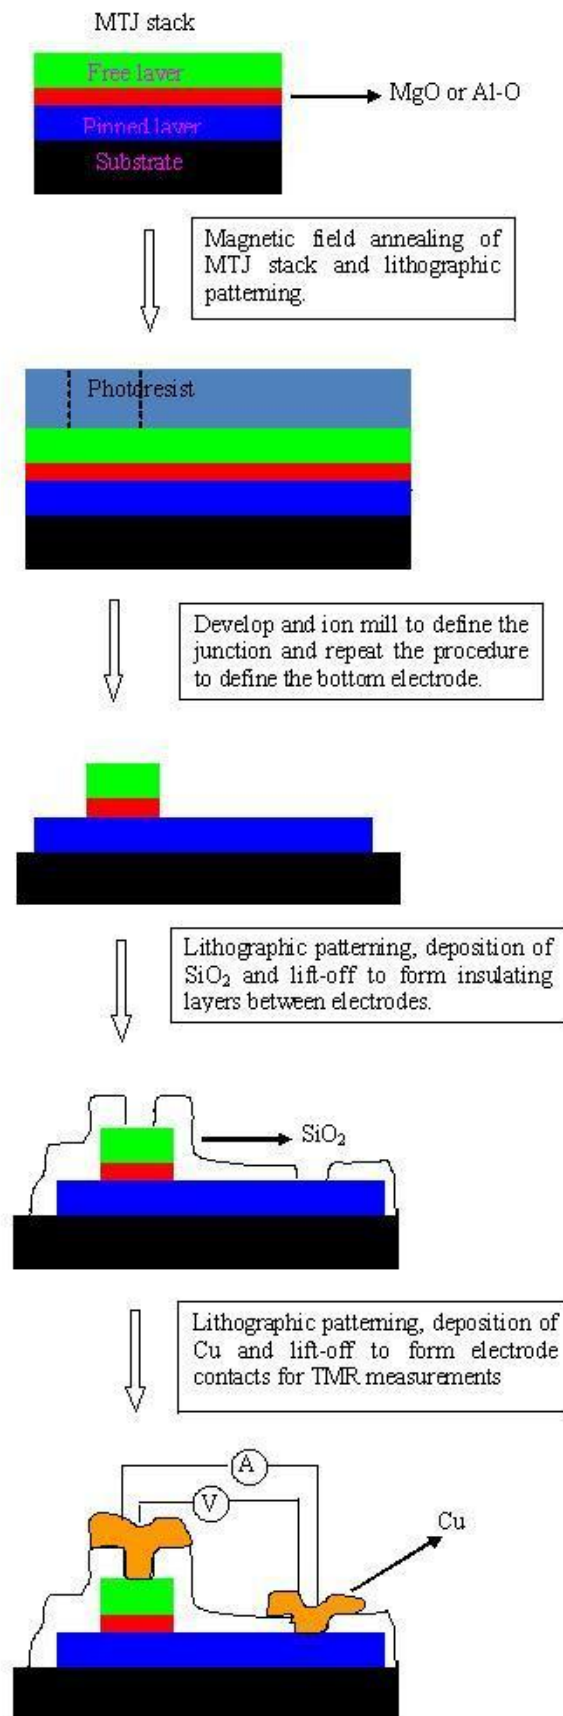 MTJ stack
Free layer
MgO or Al-O
Pinned layer
Substrate
Magnetic field annealing of
MTJ stack and lithographic
patterning.
Photoresist
Develop and ion mill to define the
junction and repeat the procedure
to define the bottom electrode.
Lithographic patterning, deposition of
SiO₂ and lift-off to form insulating
layers between electrodes.
SiO₂
Lithographic patterning, deposition of
Cu and lift-off to form electrode
contacts for TMR measurements
A
V
Cu